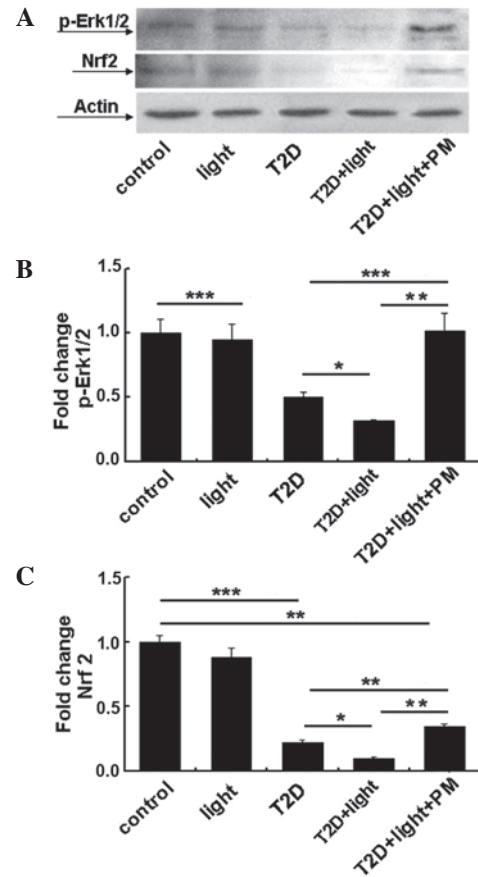 A
p-Erk1/2
Nrf2
Actin
control
light
T2D
T2D+light
T2D+light+PM
B
Fold change
p-Erk1/2
1.5
1.0
0.5
0.0
***
*
***
**
control
light
T2D
T2D+light
T2D+light+PM
C
Fold change
Nrf 2
1.5
1.0
0.5
0.0
***
**
**
*
**
control
light
T2D
T2D+light
T2D+light+PM